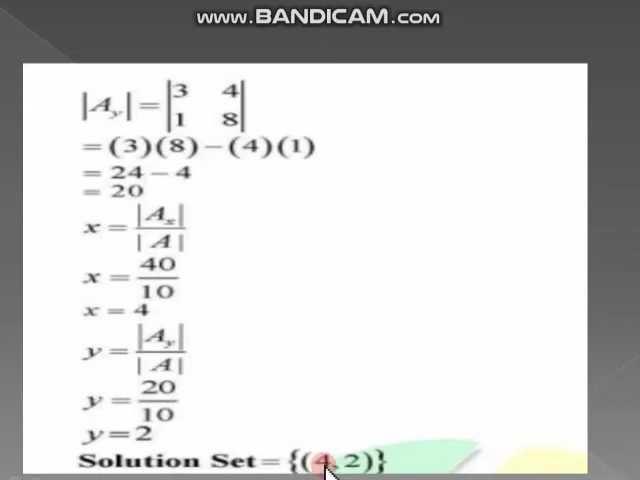 www.BANDICAM.com
|A_y| = |3 4|
|1 8|
= (3)(8) − (4)(1)
= 24 − 4
= 20
x = |A_x| / |A|
x = 40/10
x = 4
y = |A_y| / |A|
y = 20/10
y = 2
Solution Set = {(4,2)}